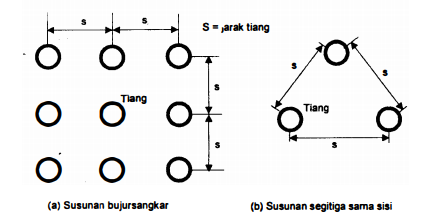 s s
S = jarak tiang
s
Tiang
s
s s
Tiang
s
(a) Susunan bujursangkar
(b) Susunan segitiga sama sisi